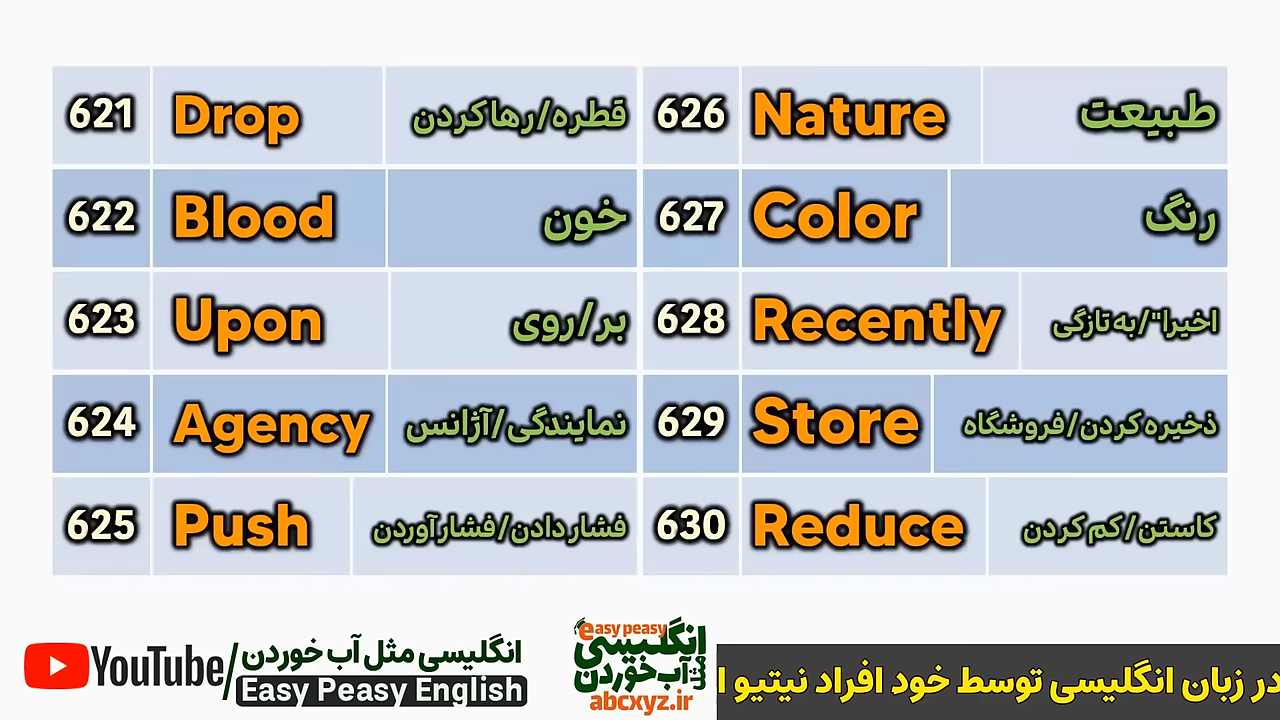 621 Drop قطره/رها کردن
622 Blood خون
623 Upon بر/روی
624 Agency نمایندگی/آژانس
625 Push فشار دادن/فشار آوردن
626 Nature طبیعت
627 Color رنگ
628 Recently اخیرا"/به تازگی
629 Store ذخیره کردن/فروشگاه
630 Reduce کاستن/کم کردن
YouTube/انگلیسی مثل آب خوردن
Easy Peasy English
easy peasy
انگلیسی
مثل آب خوردن
abcxyz.ir
در زبان انگلیسی توسط خود افراد نیتیو ا